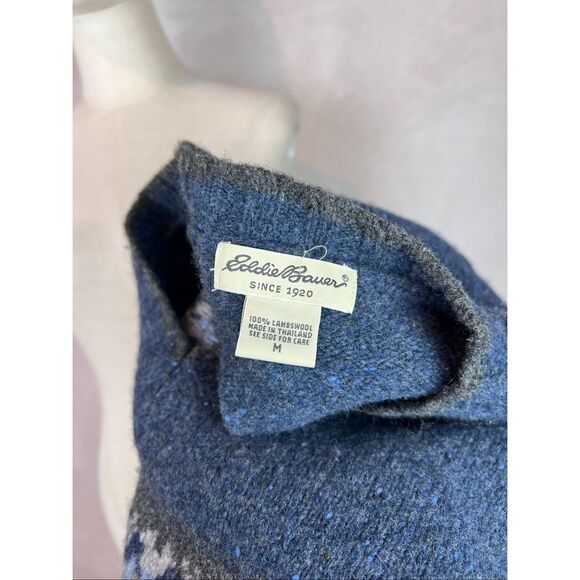 Eddie Bauer®
SINCE 1920
100% LAMBSWOOL
MADE IN THAILAND
SEE SIDE FOR CARE
M